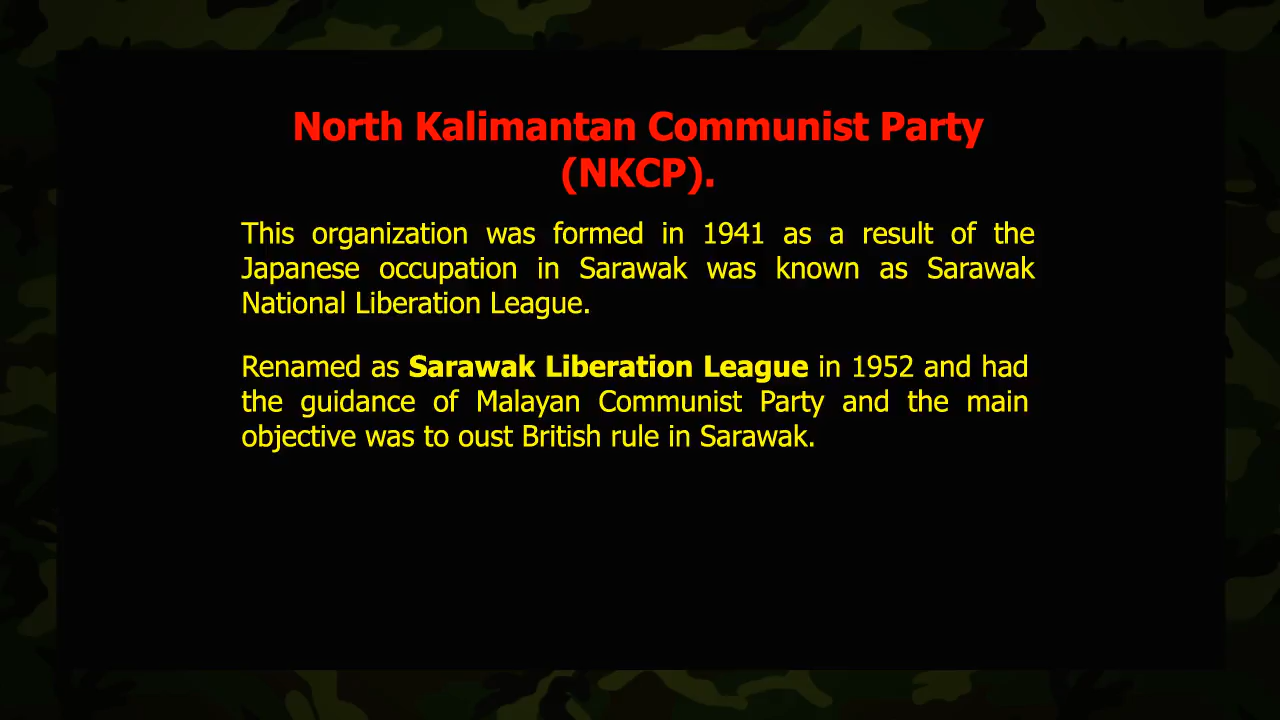 North Kalimantan Communist Party
(NKCP).
This organization was formed in 1941 as a result of the
Japanese occupation in Sarawak was known as Sarawak
National Liberation League.
Renamed as Sarawak Liberation League in 1952 and had
the guidance of Malayan Communist Party and the main
objective was to oust British rule in Sarawak.